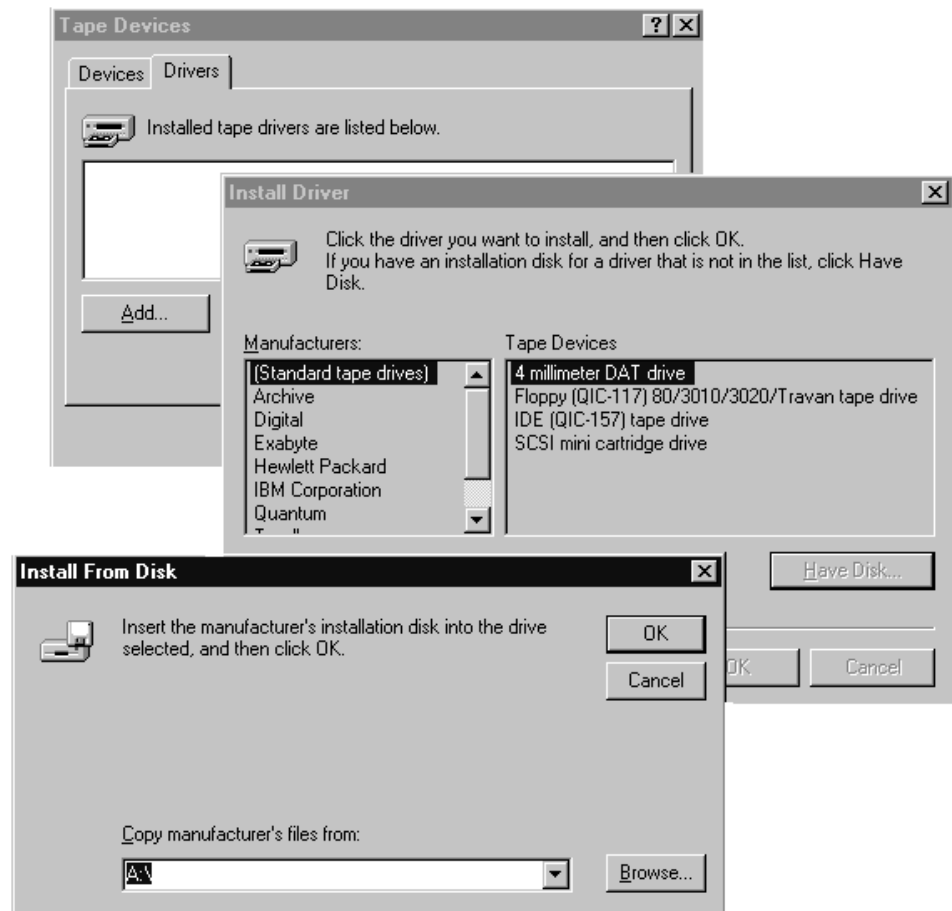 Tape Devices
Devices
Drivers
Installed tape drivers are listed below.
Add...
Install Driver
Click the driver you want to install, and then click OK.
If you have an installation disk for a driver that is not in the list, click Have
Disk.
Manufacturers:
(Standard tape drives)
Archive
Digital
Exabyte
Hewlett Packard
IBM Corporation
Quantum
Tape Devices
4 millimeter DAT drive
Floppy (QIC-117) 80/3010/3020/Travan tape drive
IDE (QIC-157) tape drive
SCSI mini cartridge drive
Have Disk...
OK
Cancel
Install From Disk
Insert the manufacturer's installation disk into the drive
selected, and then click OK.
OK
Cancel
Copy manufacturer's files from:
A:\
Browse...